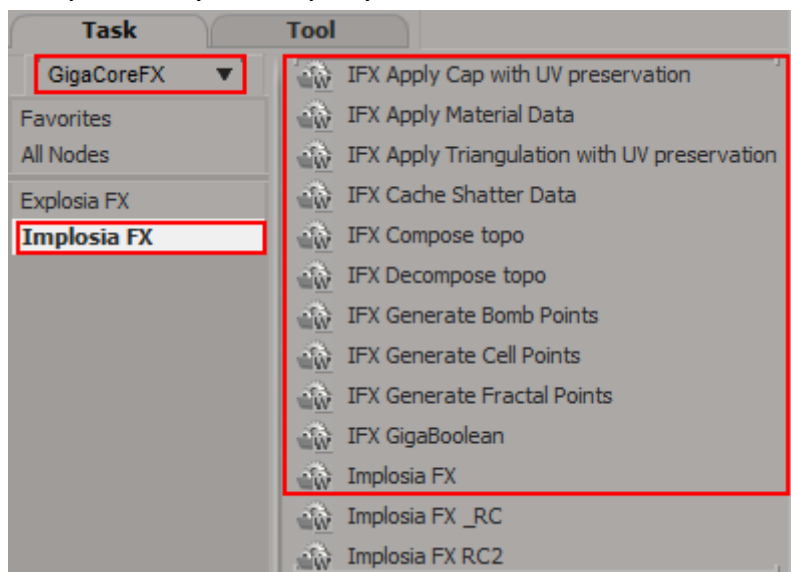 Task Tool
GigaCoreFX
Favorites
All Nodes
Explosia FX
Implosia FX
IFX Apply Cap with UV preservation
IFX Apply Material Data
IFX Apply Triangulation with UV preservation
IFX Cache Shatter Data
IFX Compose topo
IFX Decompose topo
IFX Generate Bomb Points
IFX Generate Cell Points
IFX Generate Fractal Points
IFX GigaBoolean
Implosia FX
Implosia FX _RC
Implosia FX RC2